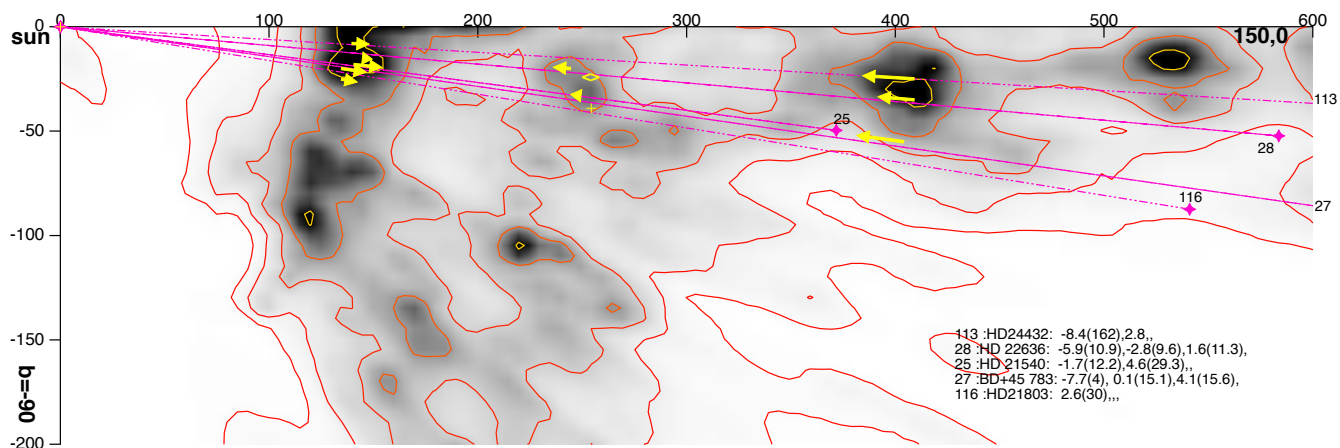 0 100 200 300 400 500 600
sun 150,0
113
-50
25
28
116
27
-100
-150
113 :HD24432: -8.4(162),2.8,,
28 :HD 22636: -5.9(10.9),-2.8(9.6),1.6(11.3),
25 :HD 21540: -1.7(12.2),4.6(29.3),,
27 :BD+45 783: -7.7(4), 0.1(15.1),4.1(15.6),
116 :HD21803: 2.6(30),,,
b=-90
-200
0